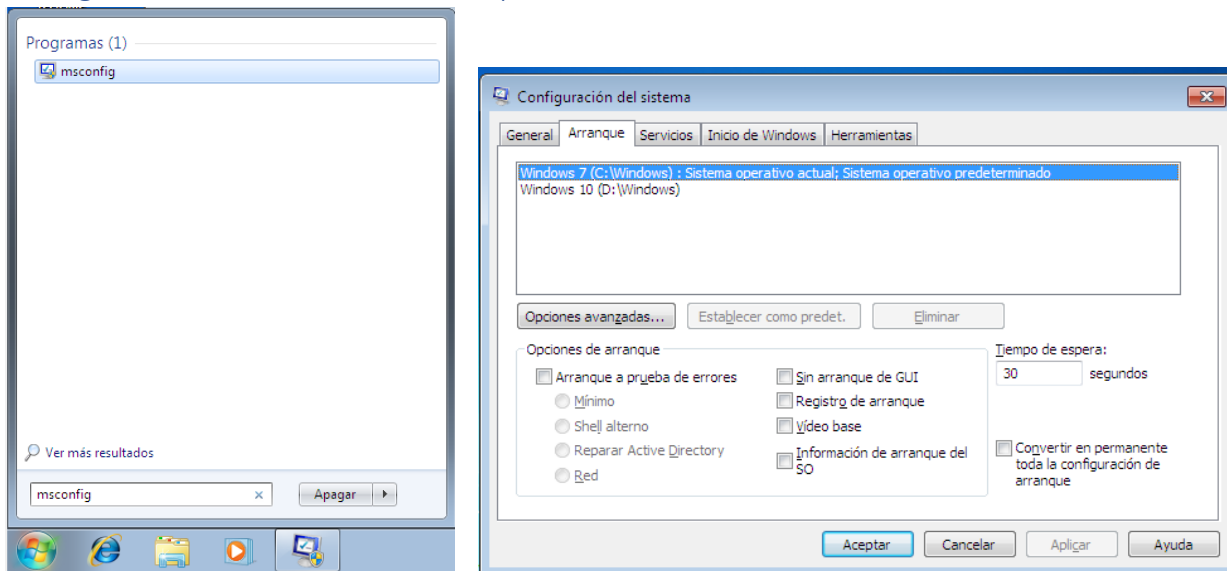 Programas (1)
msconfig
Ver más resultados
msconfig
Apagar
Configuración del sistema
General Arranque Servicios Inicio de Windows Herramientas
Windows 7 (C:\Windows) : Sistema operativo actual; Sistema operativo predeterminado
Windows 10 (D:\Windows)
Opciones avanzadas... Establecer como predet. Eliminar
Opciones de arranque
Arranque a prueba de errores
Mínimo
Shell alterno
Reparar Active Directory
Red
Sin arranque de GUI
Registro de arranque
Vídeo base
Información de arranque del
SO
Tiempo de espera:
30 segundos
Convertir en permanente
toda la configuración de
arranque
Aceptar Cancelar Aplicar Ayuda